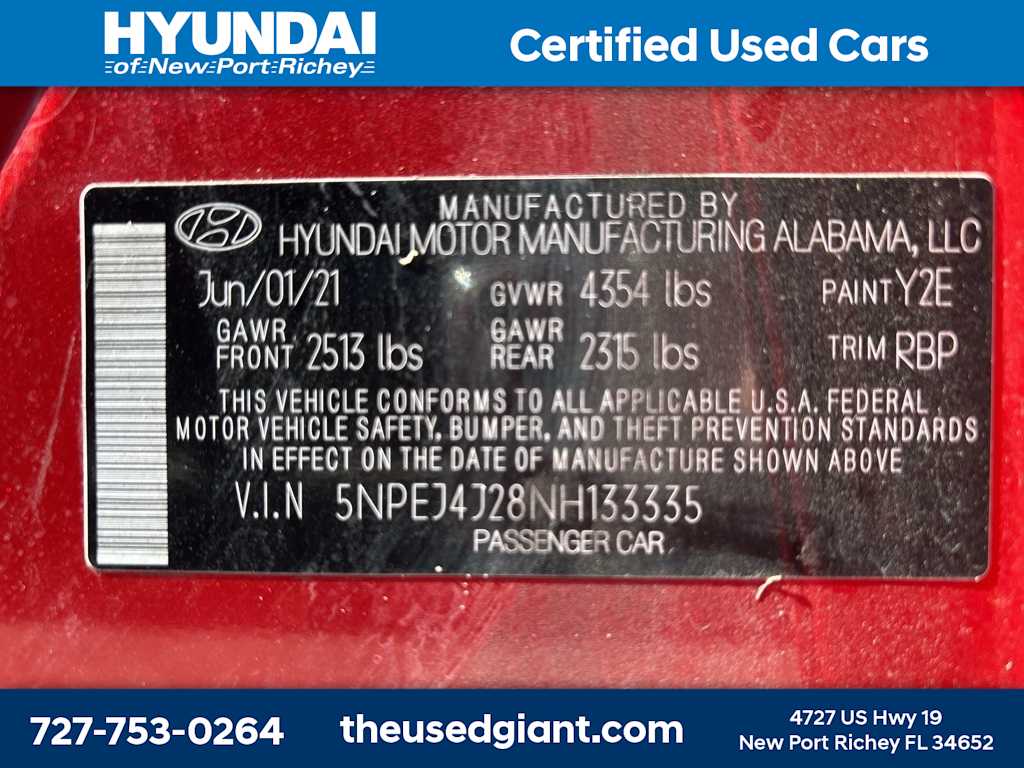 HYUNDAI
of New Port Richey
Certified Used Cars
MANUFACTURED BY
HYUNDAI MOTOR MANUFACTURING ALABAMA, LLC
Jun/01/21 GVWR 4354 lbs PAINT Y2E
GAWR FRONT 2513 lbs GAWR REAR 2315 lbs TRIM RBP
THIS VEHICLE CONFORMS TO ALL APPLICABLE U.S.A. FEDERAL
MOTOR VEHICLE SAFETY, BUMPER, AND THEFT PREVENTION STANDARDS
IN EFFECT ON THE DATE OF MANUFACTURE SHOWN ABOVE
V.I.N 5NPEJ4J28NH133335
PASSENGER CAR
727-753-0264
theusedgiant.com
4727 US Hwy 19
New Port Richey FL 34652